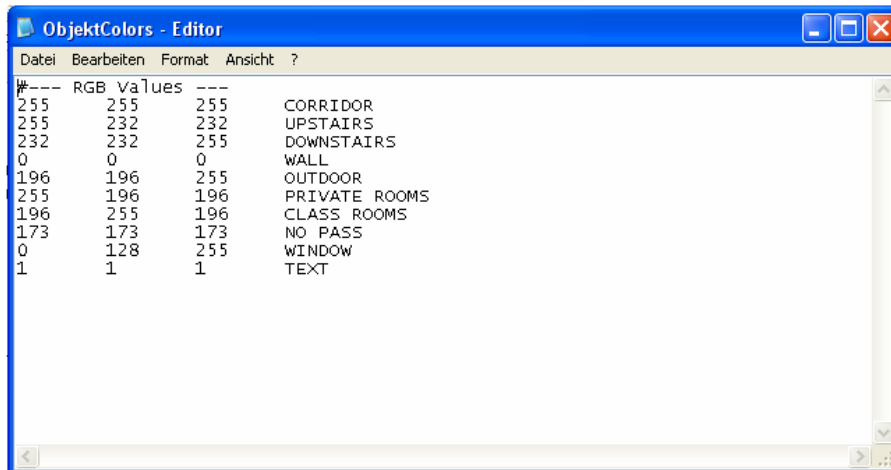 ObjektColors - Editor
Datei Bearbeiten Format Ansicht ?
#--- RGB Values ---
255 255 255 CORRIDOR
255 232 232 UPSTAIRS
232 232 255 DOWNSTAIRS
0 0 0 WALL
196 196 255 OUTDOOR
255 196 196 PRIVATE ROOMS
196 255 196 CLASS ROOMS
173 173 173 NO PASS
0 128 255 WINDOW
1 1 1 TEXT